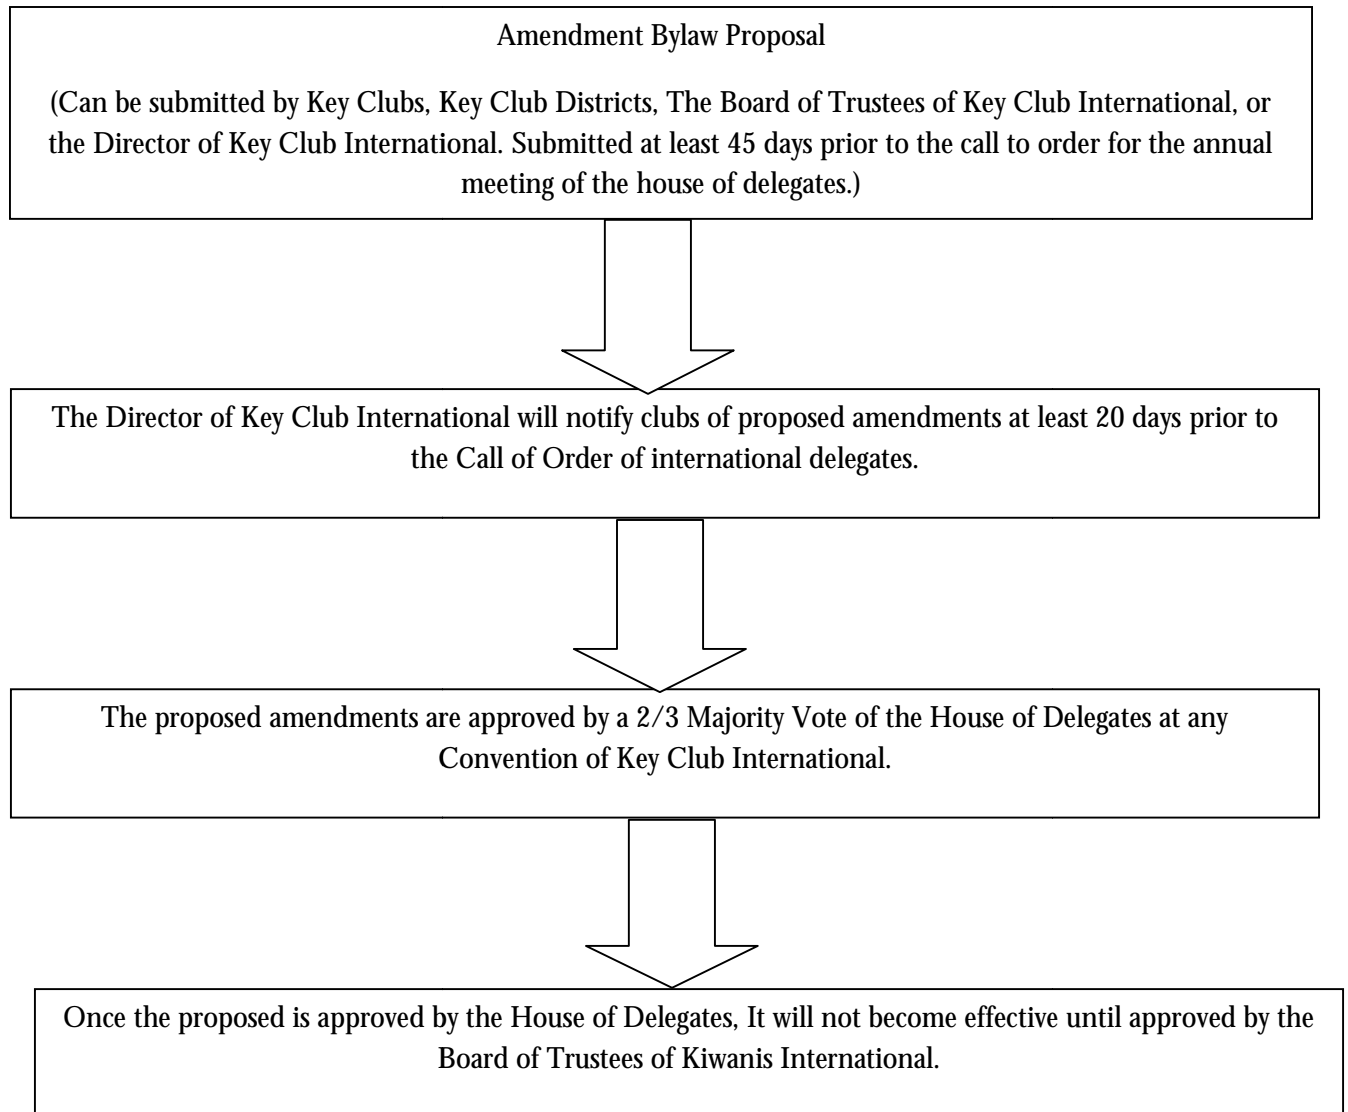 Amendment Bylaw Proposal
(Can be submitted by Key Clubs, Key Club Districts, The Board of Trustees of Key Club International, or
the Director of Key Club International. Submitted at least 45 days prior to the call to order for the annual
meeting of the house of delegates.)
The Director of Key Club International will notify clubs of proposed amendments at least 20 days prior to
the Call of Order of international delegates.
The proposed amendments are approved by a 2/3 Majority Vote of the House of Delegates at any
Convention of Key Club International.
Once the proposed is approved by the House of Delegates, It will not become effective until approved by the
Board of Trustees of Kiwanis International.